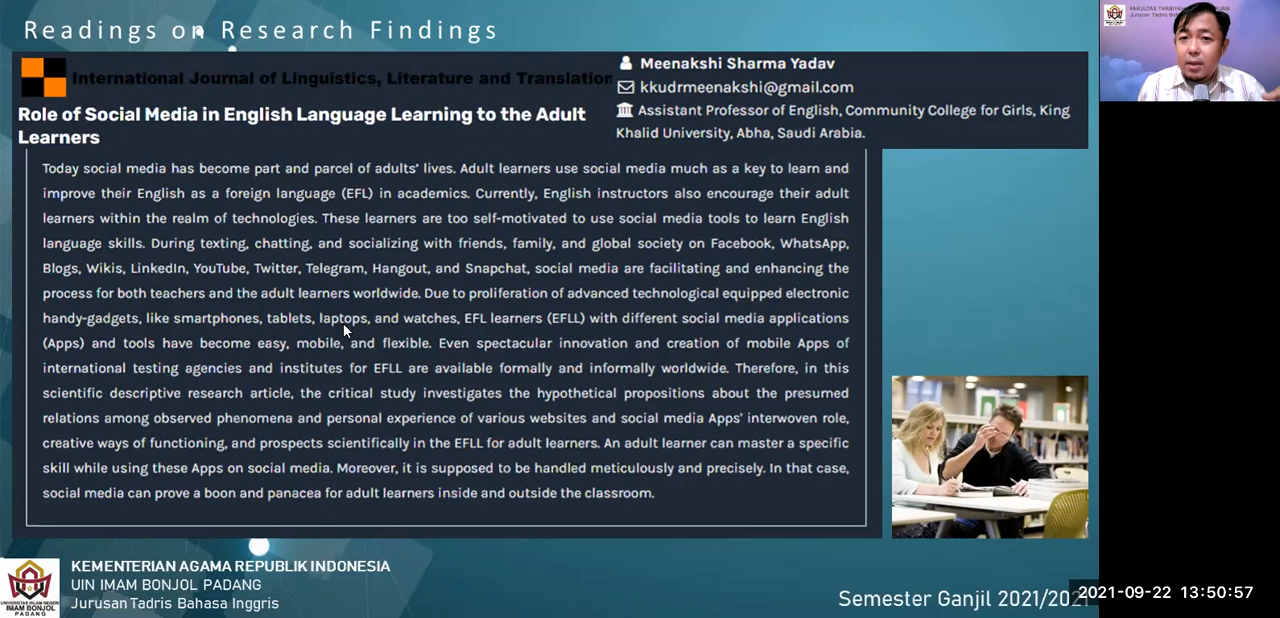 Readings on Research Findings
International Journal of Linguistics, Literature and Translation
Role of Social Media in English Language Learning to the Adult
Learners
Meenakshi Sharma Yadav
kkudrmeenakshi@gmail.com
Assistant Professor of English, Community College for Girls, King
Khalid University, Abha, Saudi Arabia.
Today social media has become part and parcel of adults' lives. Adult learners use social media much as a key to learn and
improve their English as a foreign language (EFL) in academics. Currently, English instructors also encourage their adult
learners within the realm of technologies. These learners are too self-motivated to use social media tools to learn English
language skills. During texting, chatting, and socializing with friends, family, and global society on Facebook, WhatsApp,
Blogs, Wikis, LinkedIn, YouTube, Twitter, Telegram, Hangout, and Snapchat, social media are facilitating and enhancing the
process for both teachers and the adult learners worldwide. Due to proliferation of advanced technological equipped electronic
handy-gadgets, like smartphones, tablets, laptops, and watches, EFL learners (EFLL) with different social media applications
(Apps) and tools have become easy, mobile, and flexible. Even spectacular innovation and creation of mobile Apps of
international testing agencies and institutes for EFLL are available formally and informally worldwide. Therefore, in this
scientific descriptive research article, the critical study investigates the hypothetical propositions about the presumed
relations among observed phenomena and personal experience of various websites and social media Apps' interwoven role,
creative ways of functioning, and prospects scientifically in the EFLL for adult learners. An adult learner can master a specific
skill while using these Apps on social media. Moreover, it is supposed to be handled meticulously and precisely. In that case,
social media can prove a boon and panacea for adult learners inside and outside the classroom.
KEMENTERIAN AGAMA REPUBLIK INDONESIA
UIN IMAM BONJOL PADANG
Jurusan Tadris Bahasa Inggris
UNIVERSITAS ISLAM NEGERI
IMAM BONJOL
PADANG
Semester Ganjil 2021/202
2021-09-22 13:50:57